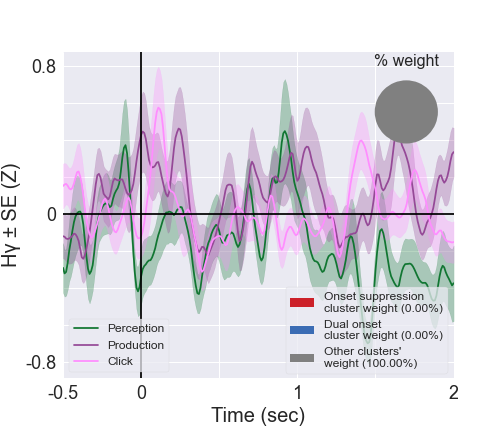 % weight
0.8
0
-0.8
Hγ ± SE (Z)
Perception
Production
Click
Onset suppression
cluster weight (0.00%)
Dual onset
cluster weight (0.00%)
Other clusters'
weight (100.00%)
-0.5
0
1
2
Time (sec)